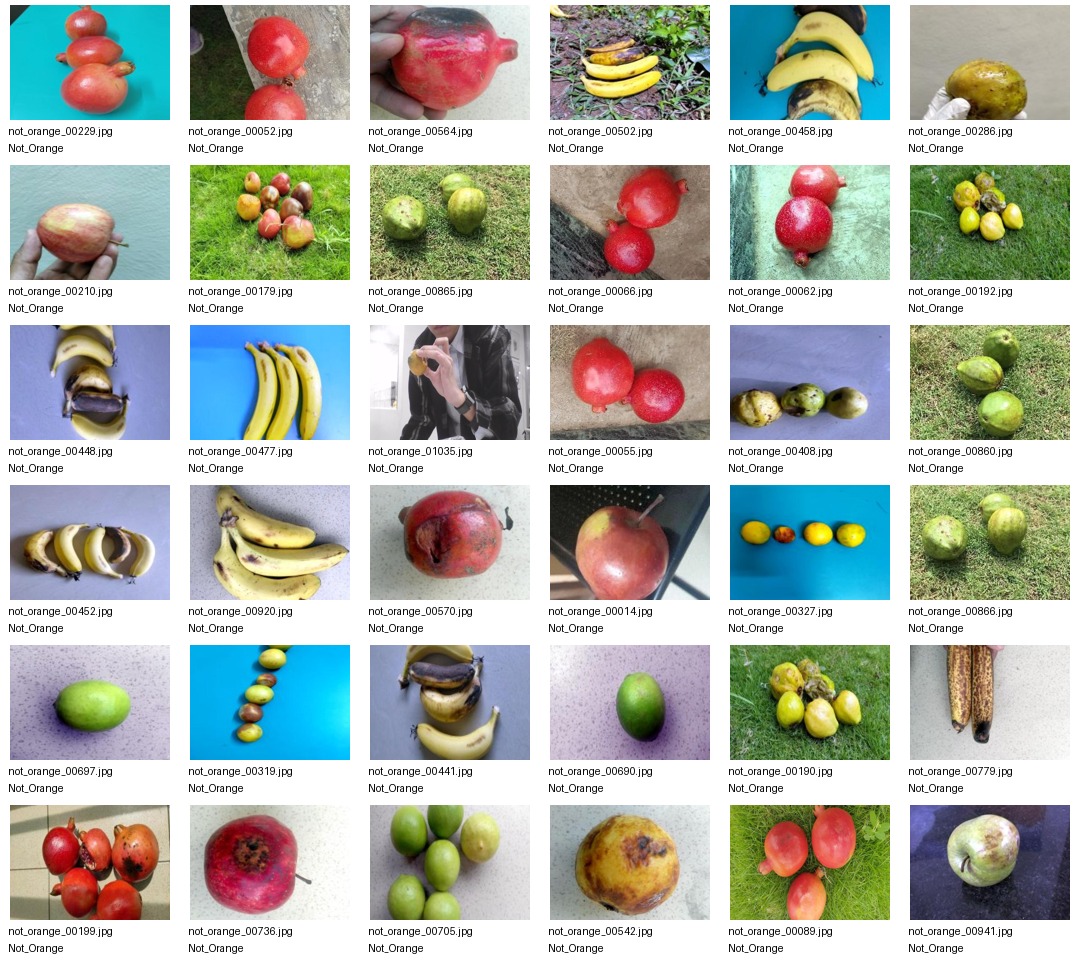 not_orange_00229.jpg not_orange_00052.jpg not_orange_00564.jpg not_orange_00502.jpg not_orange_00458.jpg not_orange_00286.jpg
Not_Orange Not_Orange Not_Orange Not_Orange Not_Orange Not_Orange
not_orange_00210.jpg not_orange_00179.jpg not_orange_00865.jpg not_orange_00066.jpg not_orange_00062.jpg not_orange_00192.jpg
Not_Orange Not_Orange Not_Orange Not_Orange Not_Orange Not_Orange
not_orange_00448.jpg not_orange_00477.jpg not_orange_01035.jpg not_orange_00055.jpg not_orange_00408.jpg not_orange_00860.jpg
Not_Orange Not_Orange Not_Orange Not_Orange Not_Orange Not_Orange
not_orange_00452.jpg not_orange_00920.jpg not_orange_00570.jpg not_orange_00014.jpg not_orange_00327.jpg not_orange_00866.jpg
Not_Orange Not_Orange Not_Orange Not_Orange Not_Orange Not_Orange
not_orange_00697.jpg not_orange_00319.jpg not_orange_00441.jpg not_orange_00690.jpg not_orange_00190.jpg not_orange_00779.jpg
Not_Orange Not_Orange Not_Orange Not_Orange Not_Orange Not_Orange
not_orange_00199.jpg not_orange_00736.jpg not_orange_00705.jpg not_orange_00542.jpg not_orange_00089.jpg not_orange_00941.jpg
Not_Orange Not_Orange Not_Orange Not_Orange Not_Orange Not_Orange